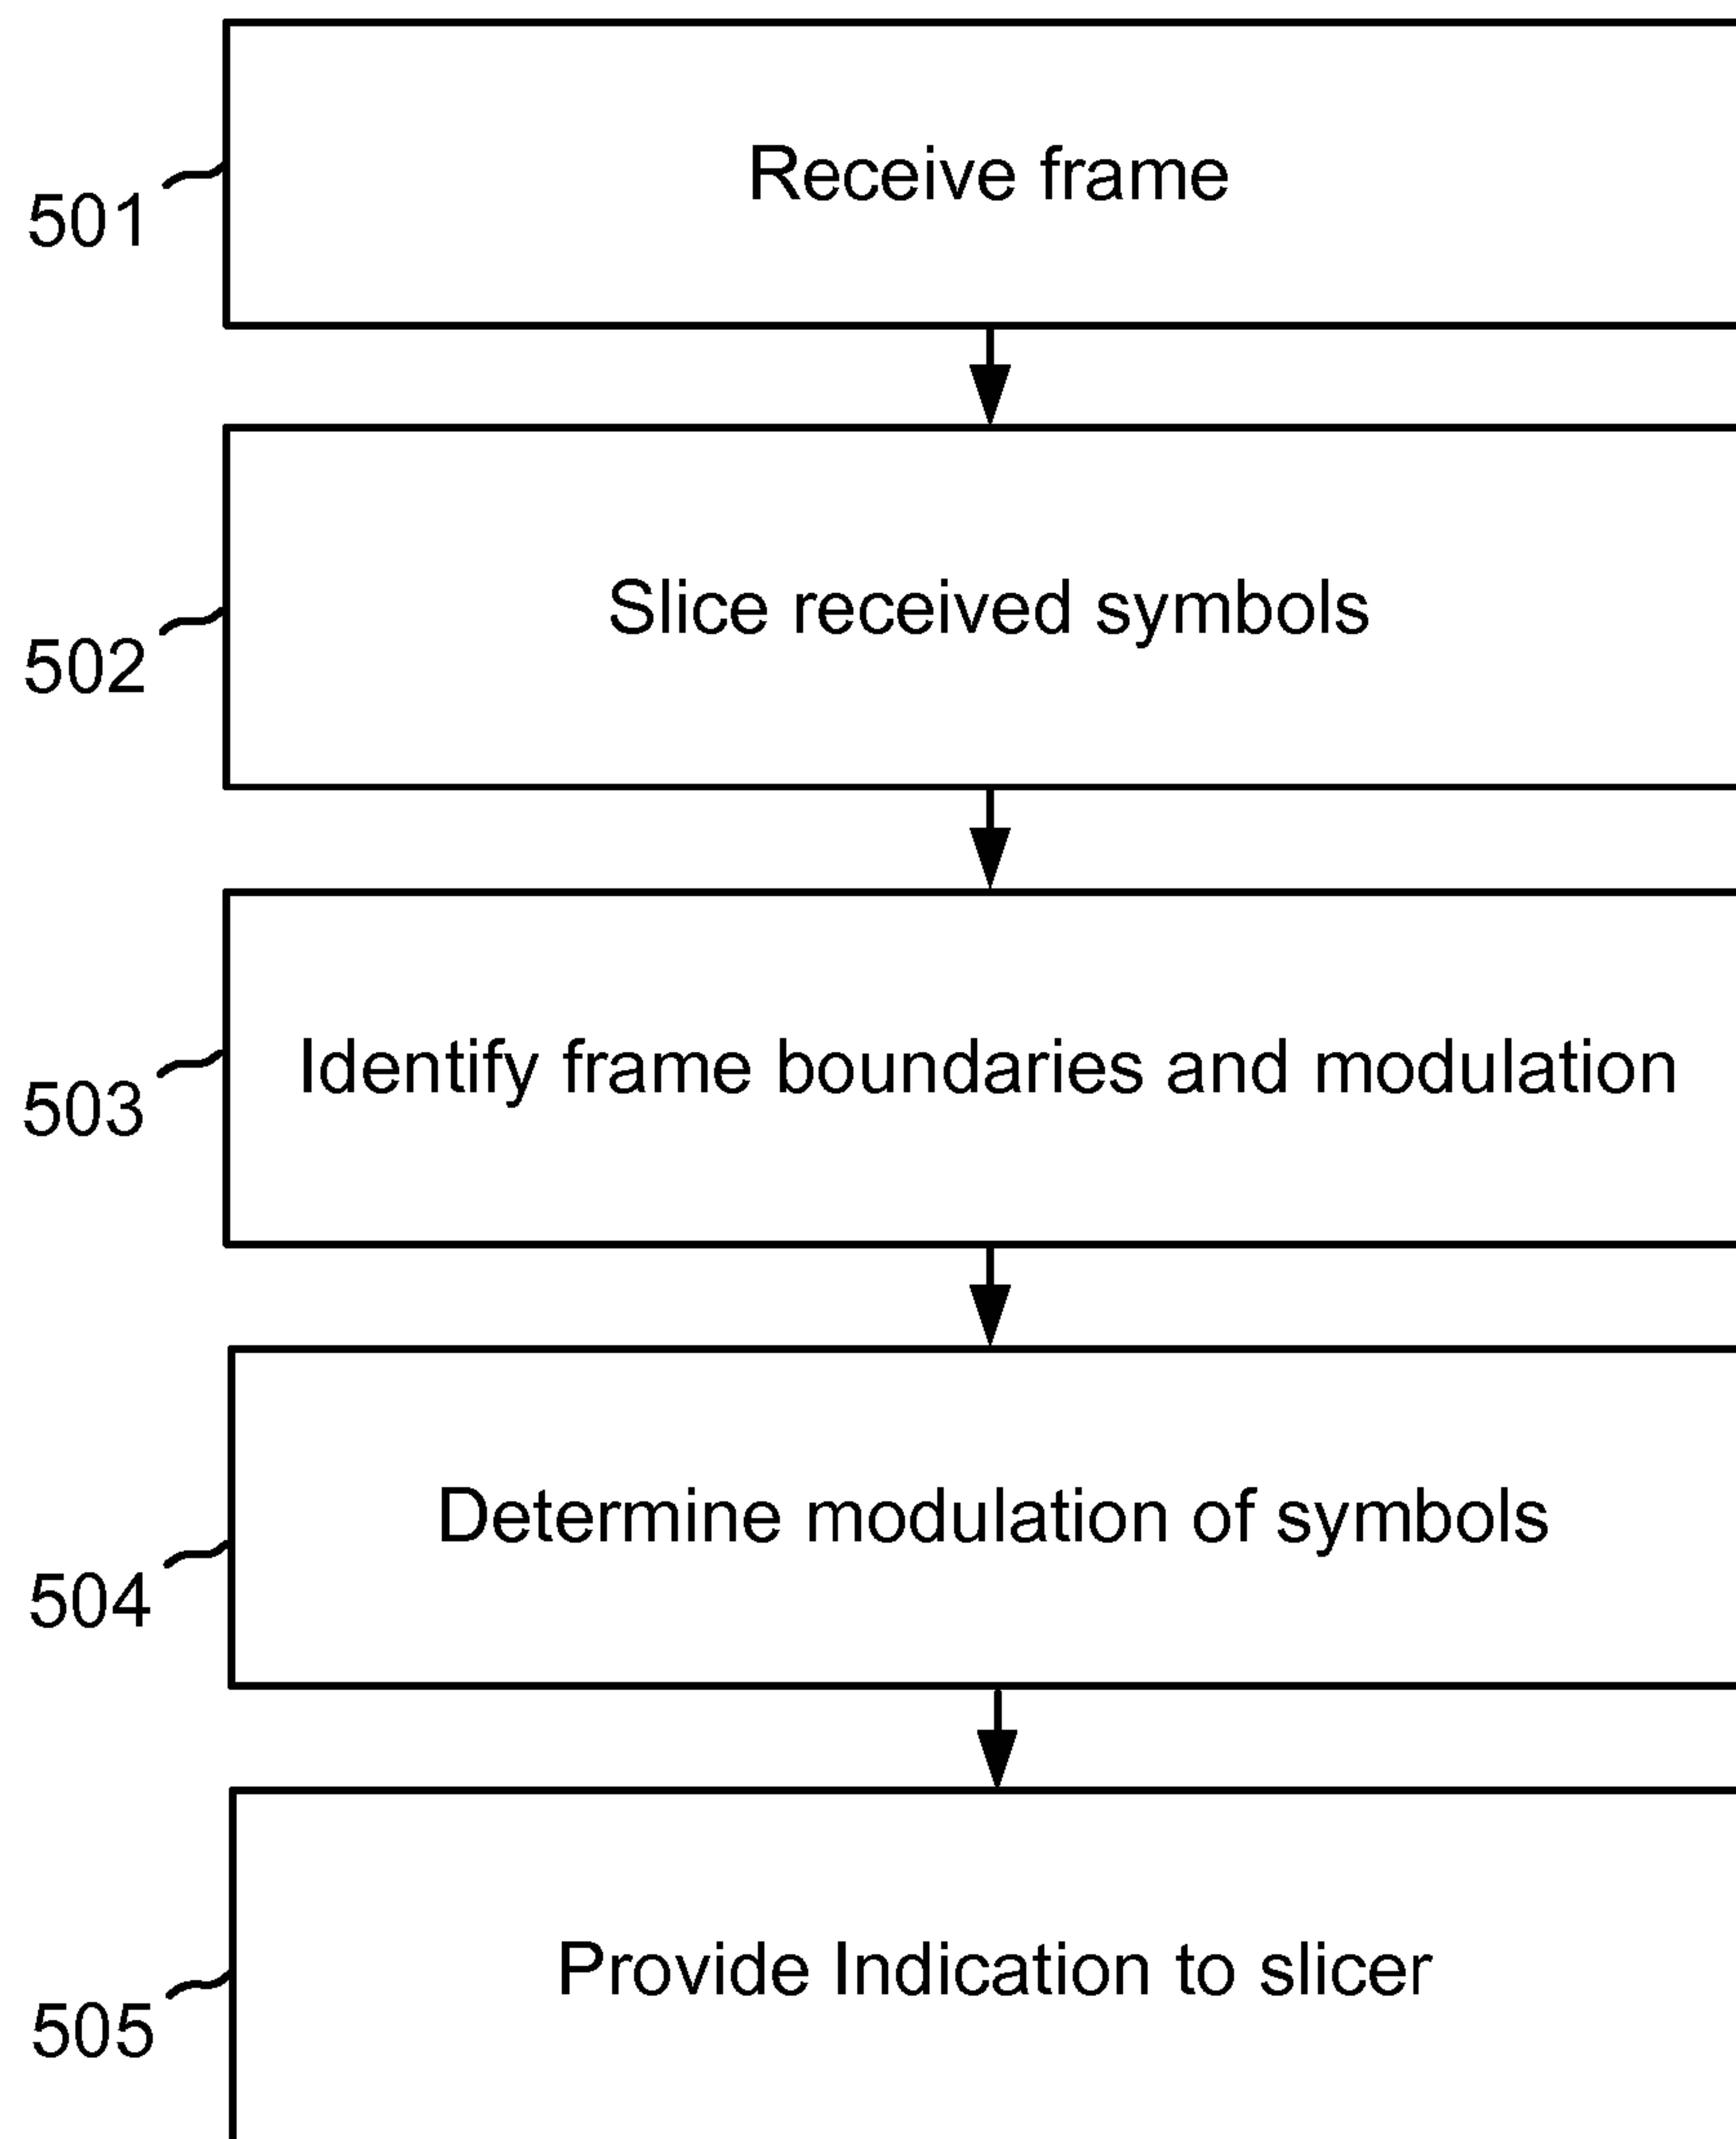 Receive frame
501
Slice received symbols
502
Identify frame boundaries and modulation
503
Determine modulation of symbols
504
Provide Indication to slicer
505